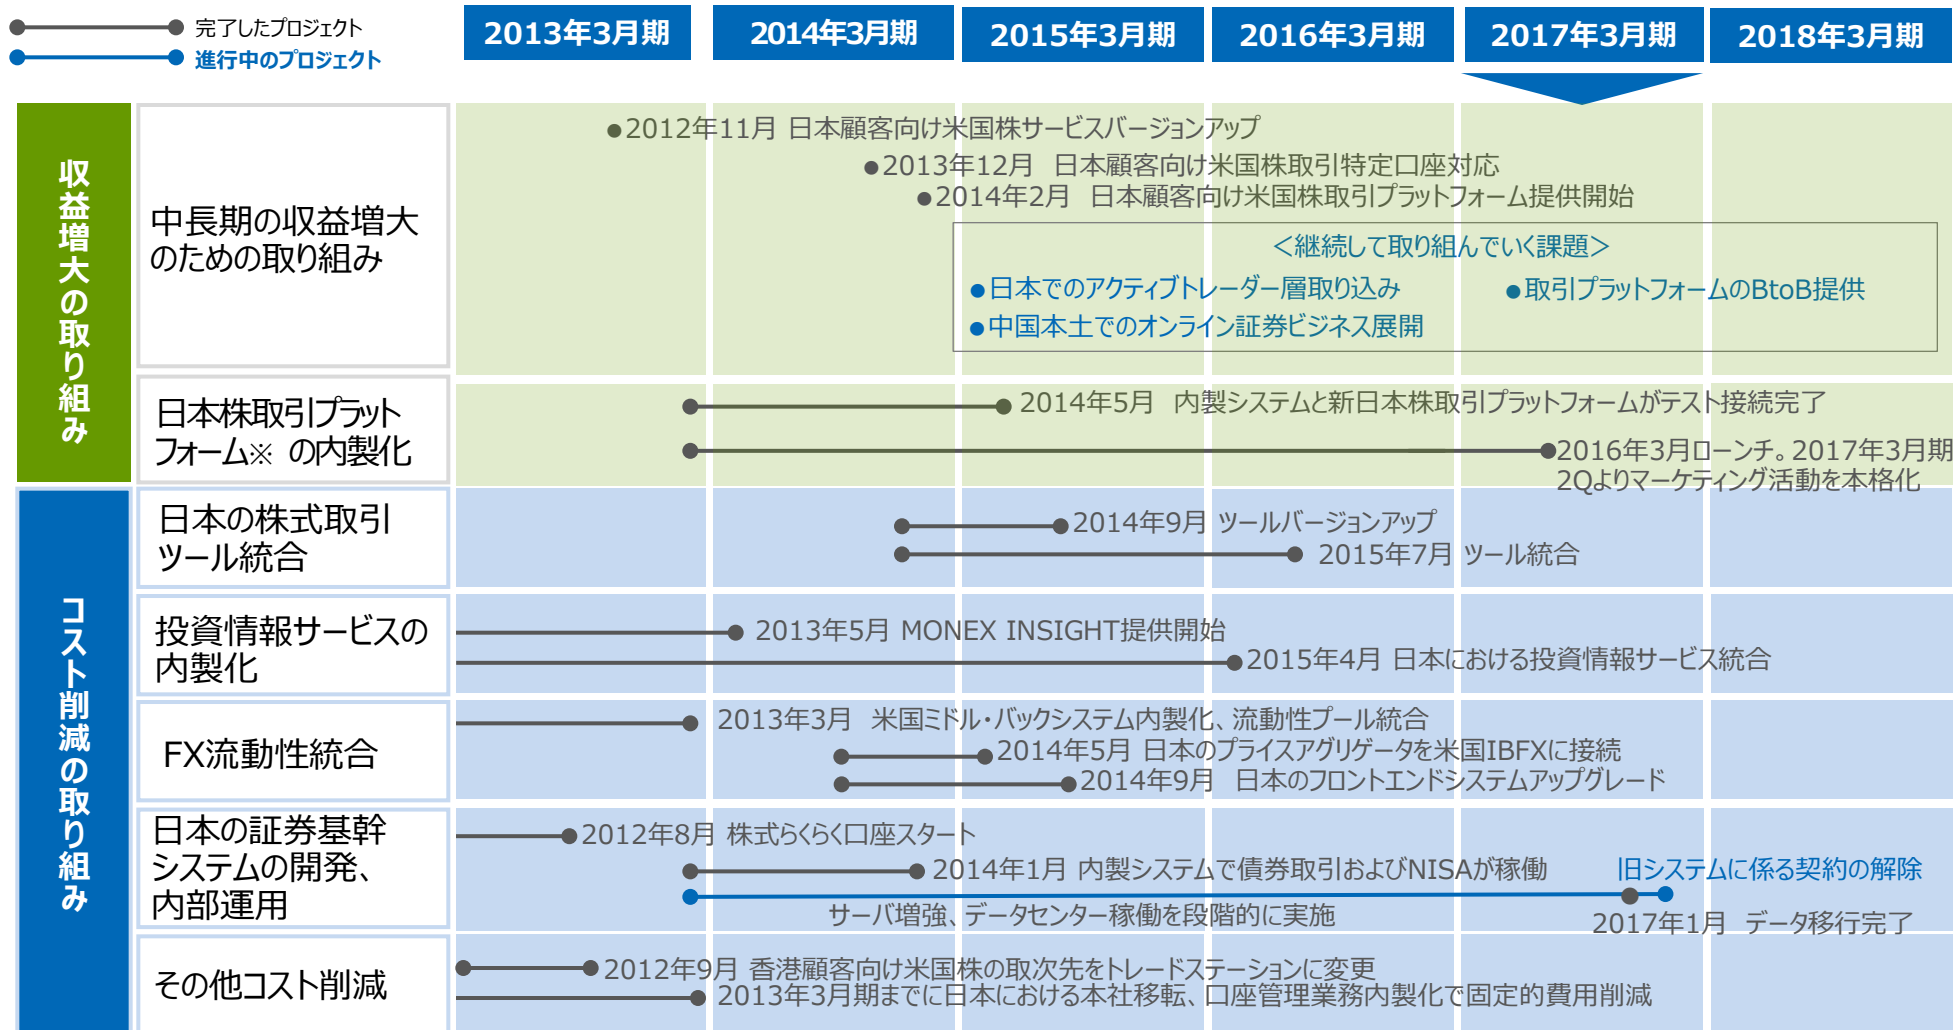 完了したプロジェクト
進行中のプロジェクト
2013年3月期
2014年3月期
2015年3月期
2016年3月期
2017年3月期
2018年3月期
収益増大の取り組み
中長期の収益増大
のための取り組み
●2012年11月 日本顧客向け米国株サービスバージョンアップ
●2013年12月 日本顧客向け米国株取引特定口座対応
●2014年2月 日本顧客向け米国株取引プラットフォーム提供開始
＜継続して取り組んでいく課題＞
●日本でのアクティブトレーダー層取り込み
●取引プラットフォームのBtoB提供
●中国本土でのオンライン証券ビジネス展開
日本株取引プラット
フォーム※ の内製化
2014年5月 内製システムと新日本株取引プラットフォームがテスト接続完了
2016年3月ローンチ。2017年3月期
2Qよりマーケティング活動を本格化
コスト削減の取り組み
日本の株式取引
ツール統合
2014年9月 ツールバージョンアップ
2015年7月 ツール統合
投資情報サービスの
内製化
2013年5月 MONEX INSIGHT提供開始
2015年4月 日本における投資情報サービス統合
FX流動性統合
2013年3月 米国ミドル・バックシステム内製化、流動性プール統合
2014年5月 日本のプライスアグリゲータを米国IBFXに接続
2014年9月 日本のフロントエンドシステムアップグレード
日本の証券基幹
システムの開発、
内部運用
2012年8月 株式らくらく口座スタート
2014年1月 内製システムで債券取引およびNISAが稼働
旧システムに係る契約の解除
サーバ増強、データセンター稼働を段階的に実施
2017年1月 データ移行完了
その他コスト削減
2012年9月 香港顧客向け米国株の取次先をトレードステーションに変更
2013年3月期までに日本における本社移転、口座管理業務内製化で固定的費用削減